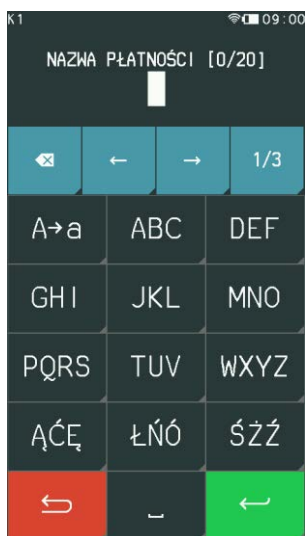 K1 09:00
NAZWA PŁATNOŚCI [0/20]
← → 1/3
A→a ABC DEF
GHI JKL MNO
PQRS TUV WXYZ
ĄĆĘ ŁŃÓ ŚŻŹ